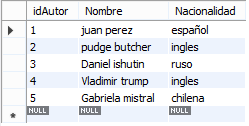 idAutor Nombre Nacionalidad
1 juan perez español
2 pudge butcher ingles
3 Daniel ishutin ruso
4 Vladimir trump ingles
5 Gabriela mistral chilena
NULL NULL NULL